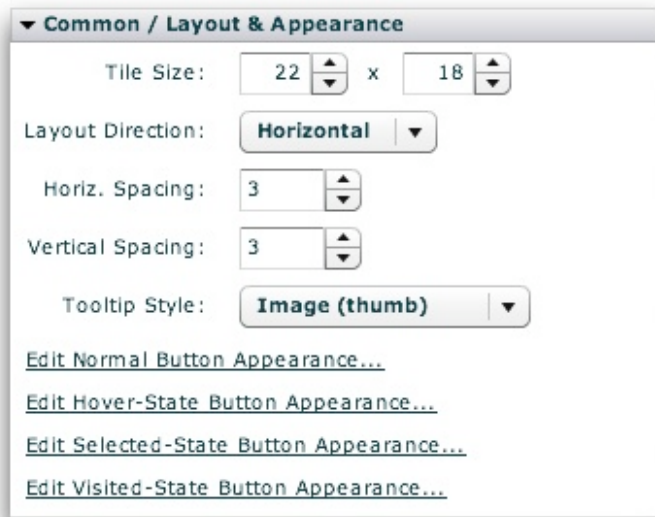 Common / Layout & Appearance
Tile Size: 22 x 18
Layout Direction: Horizontal
Horiz. Spacing: 3
Vertical Spacing: 3
Tooltip Style: Image (thumb)
Edit Normal Button Appearance...
Edit Hover-State Button Appearance...
Edit Selected-State Button Appearance...
Edit Visited-State Button Appearance...